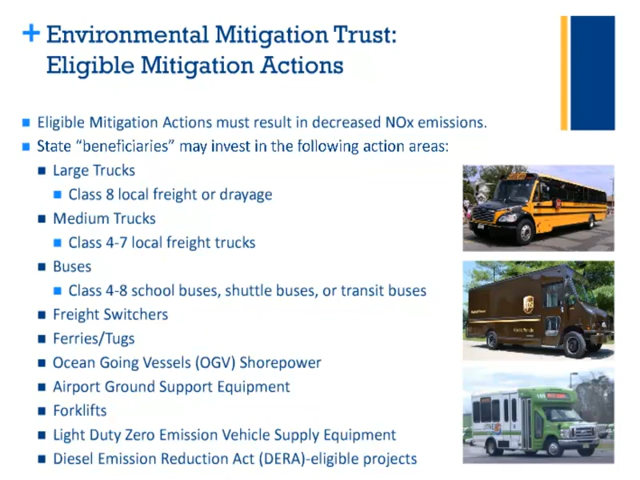 + Environmental Mitigation Trust:
Eligible Mitigation Actions
Eligible Mitigation Actions must result in decreased NOx emissions.
State “beneficiaries” may invest in the following action areas:
Large Trucks
Class 8 local freight or drayage
Medium Trucks
Class 4-7 local freight trucks
Buses
Class 4-8 school buses, shuttle buses, or transit buses
Freight Switchers
Ferries/Tugs
Ocean Going Vessels (OGV) Shorepower
Airport Ground Support Equipment
Forklifts
Light Duty Zero Emission Vehicle Supply Equipment
Diesel Emission Reduction Act (DERA)-eligible projects
ups